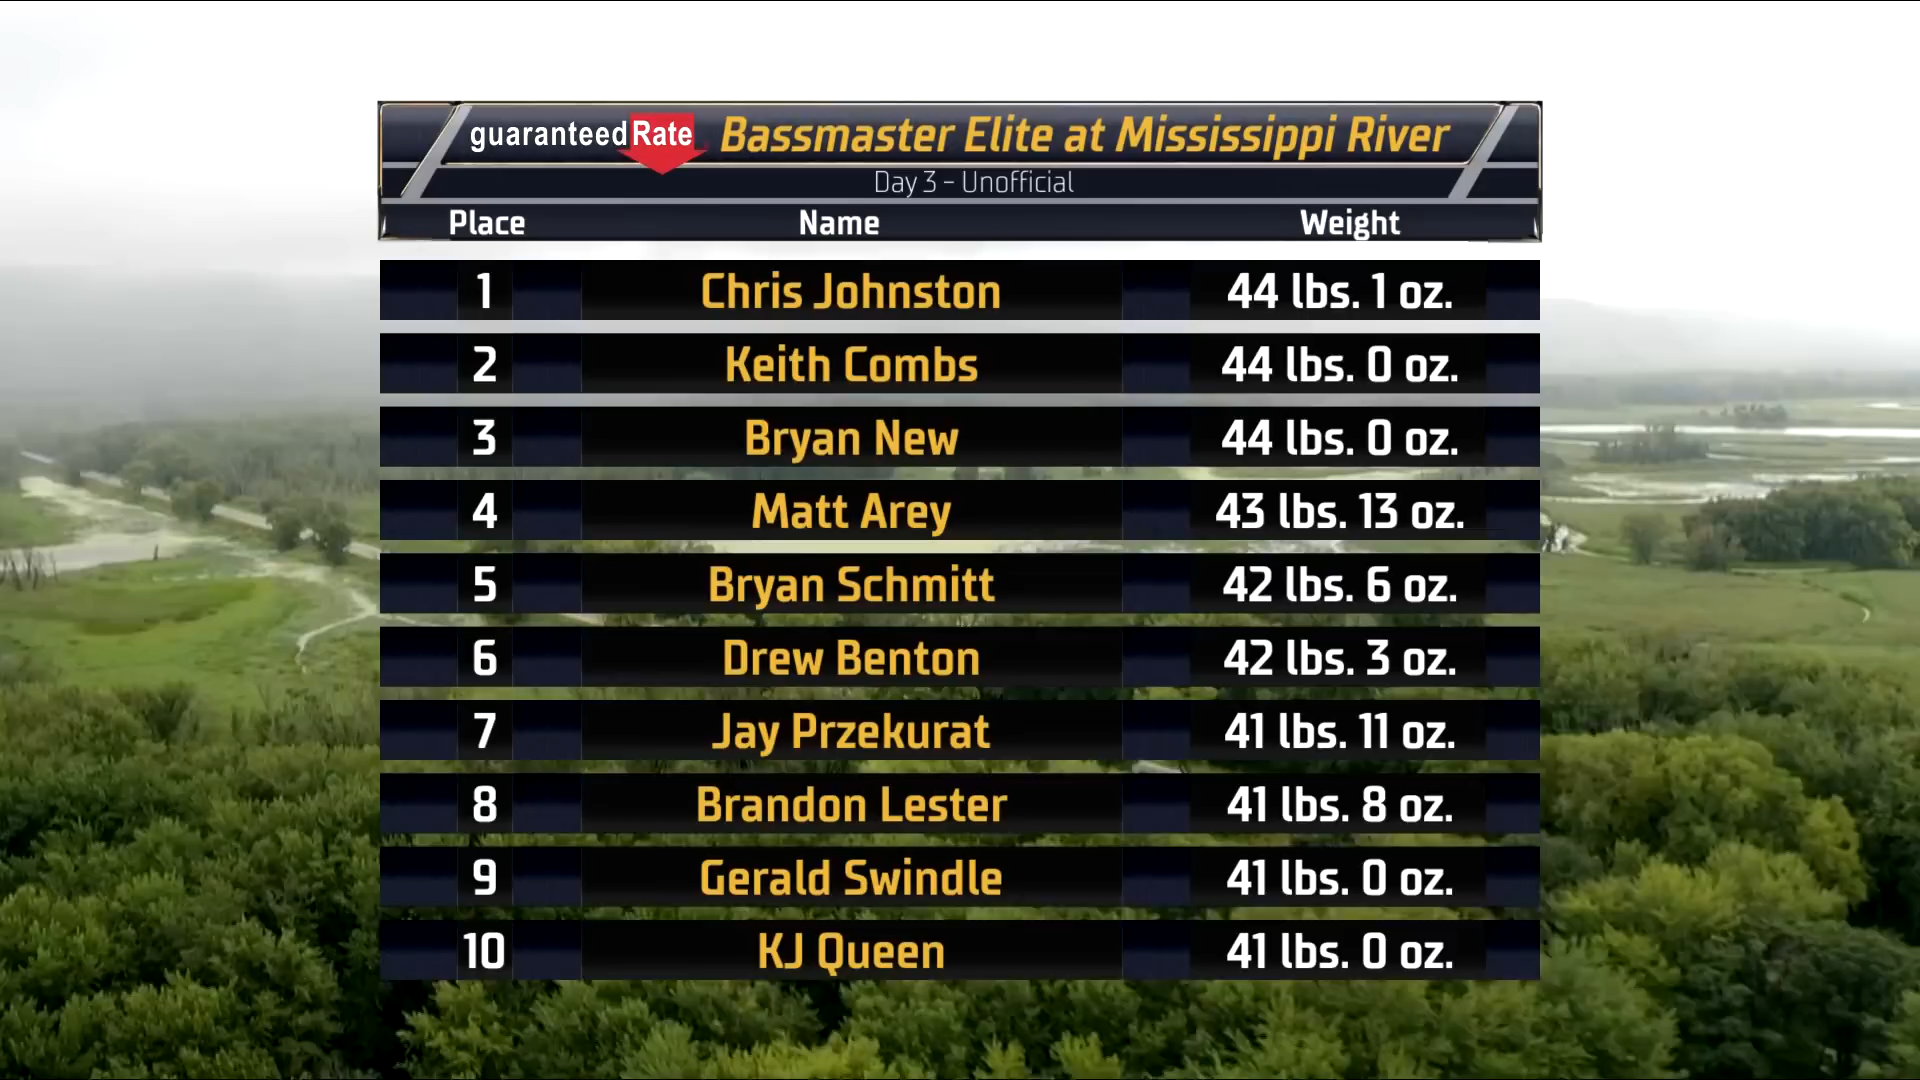 guaranteedRate Bassmaster Elite at Mississippi River
Day 3 - Unofficial
Place Name Weight
1 Chris Johnston 44 lbs. 1 oz.
2 Keith Combs 44 lbs. 0 oz.
3 Bryan New 44 lbs. 0 oz.
4 Matt Arey 43 lbs. 13 oz.
5 Bryan Schmitt 42 lbs. 6 oz.
6 Drew Benton 42 lbs. 3 oz.
7 Jay Przekurat 41 lbs. 11 oz.
8 Brandon Lester 41 lbs. 8 oz.
9 Gerald Swindle 41 lbs. 0 oz.
10 KJ Queen 41 lbs. 0 oz.